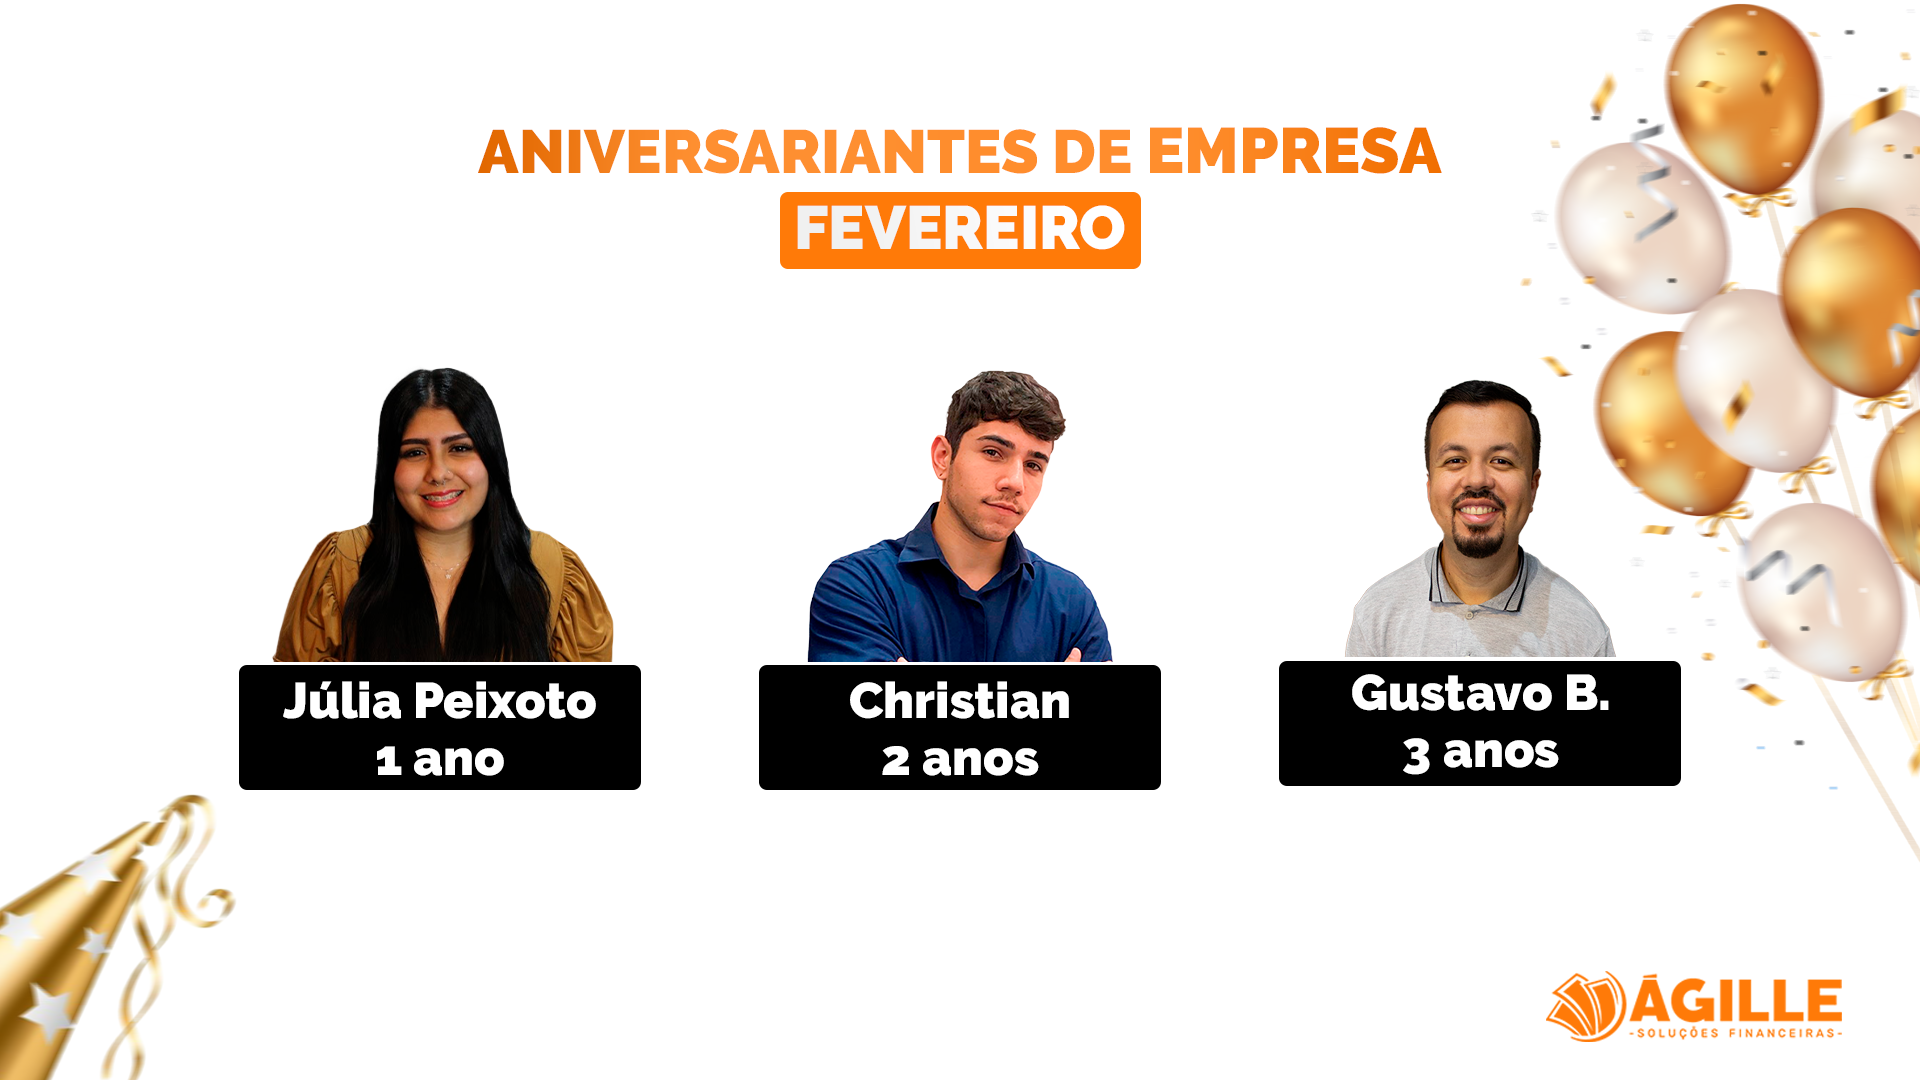 ANIVERSARIANTES DE EMPRESA
FEVEREIRO
Júlia Peixoto
1 ano
Christian
2 anos
Gustavo B.
3 anos
ÁGILLE
-SOLUÇÕES FINANCEIRAS-